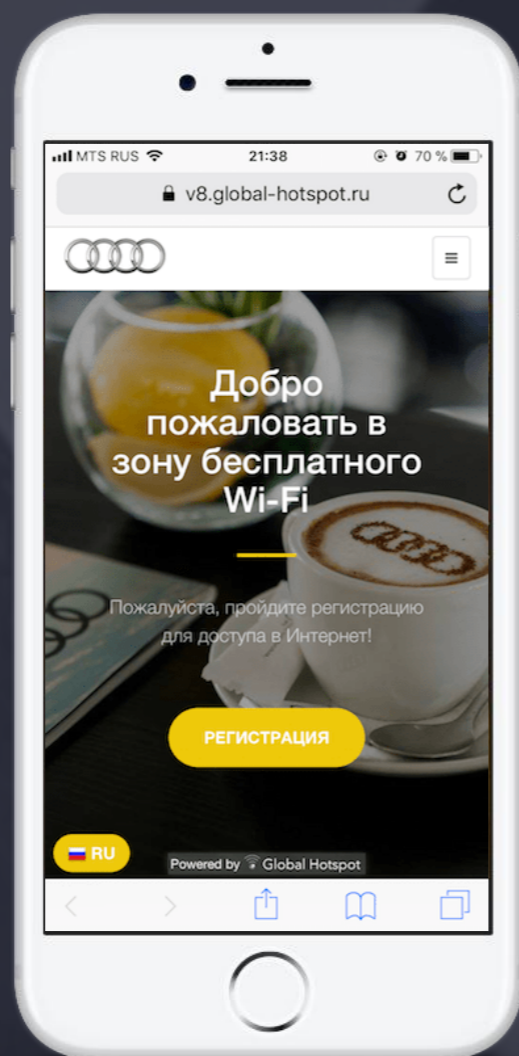 MTS RUS 21:38 70 %
v8.global-hotspot.ru
Добро
пожаловать в
зону бесплатного
Wi-Fi
Пожалуйста, пройдите регистрацию
для доступа в Интернет!
РЕГИСТРАЦИЯ
RU
Powered by Global Hotspot